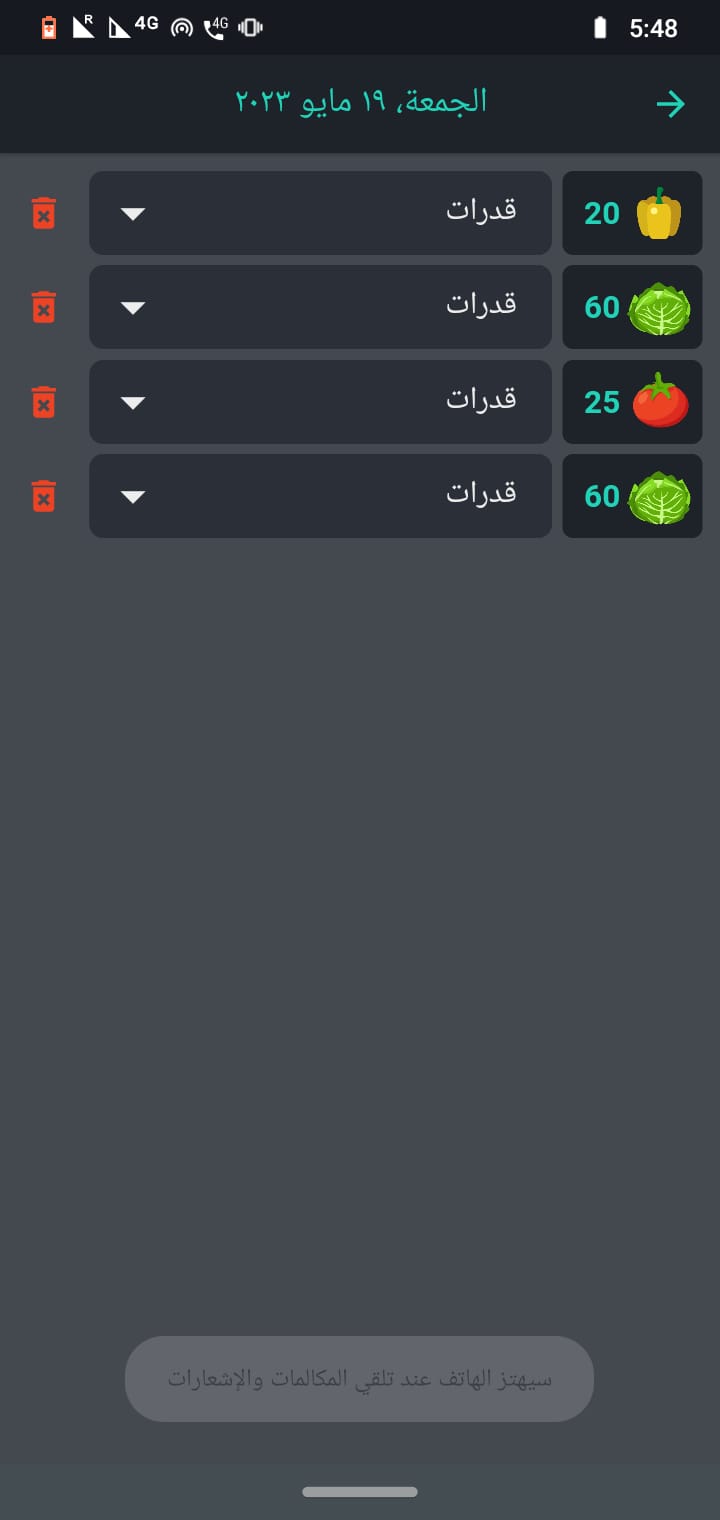 R 4G 4G 5:48
الجمعة، ١٩ مايو ٢٠٢٣
20 قدرات
60 قدرات
25 قدرات
60 قدرات
سيهتز الهاتف عند تلقي المكالمات والإشعارات